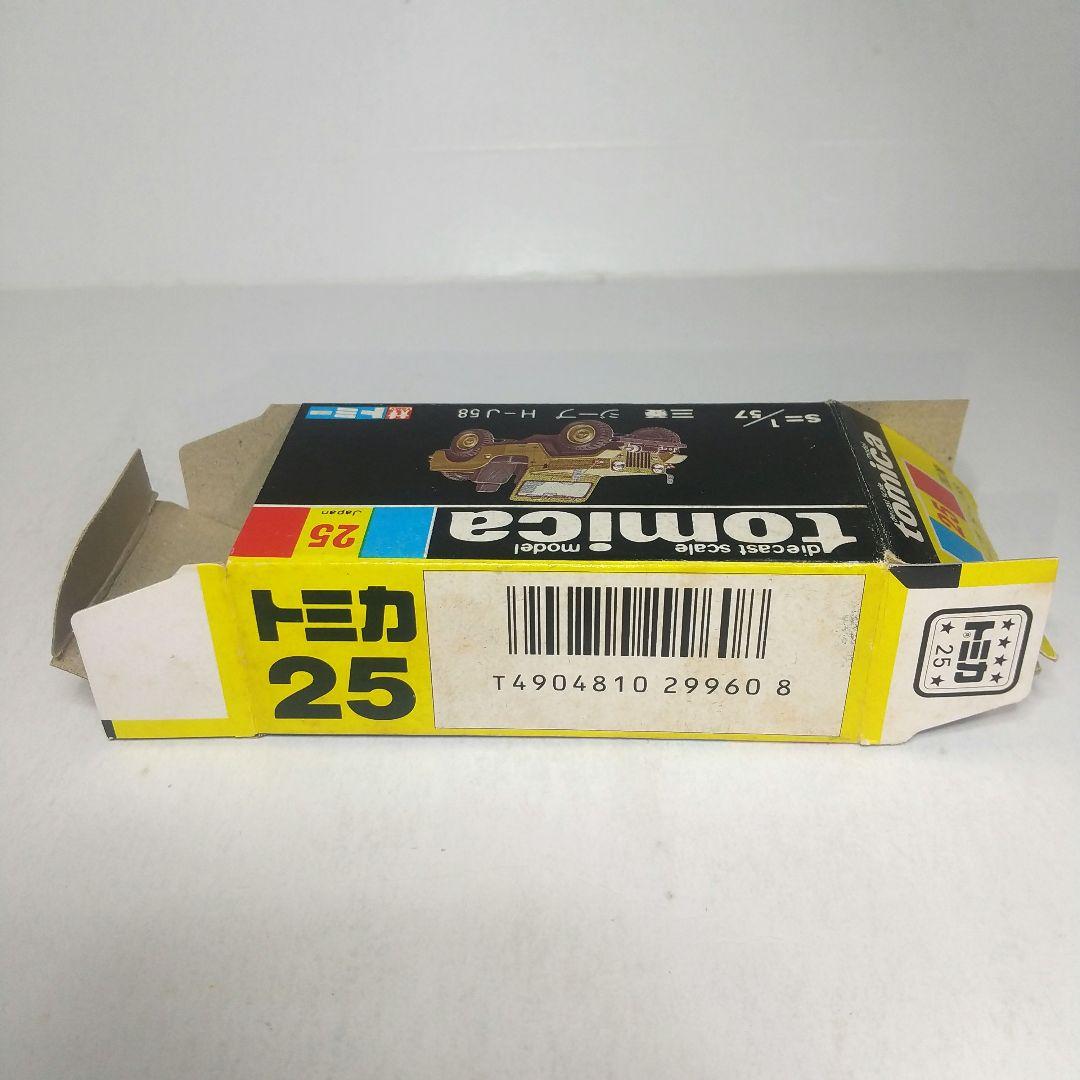 S=1/57
三菱 ジープ H-J58
トミー
tomica
diecast scale model
25
Japan
トミカ
25
T4904810 29960 8
tomica
25
トミカ®
25